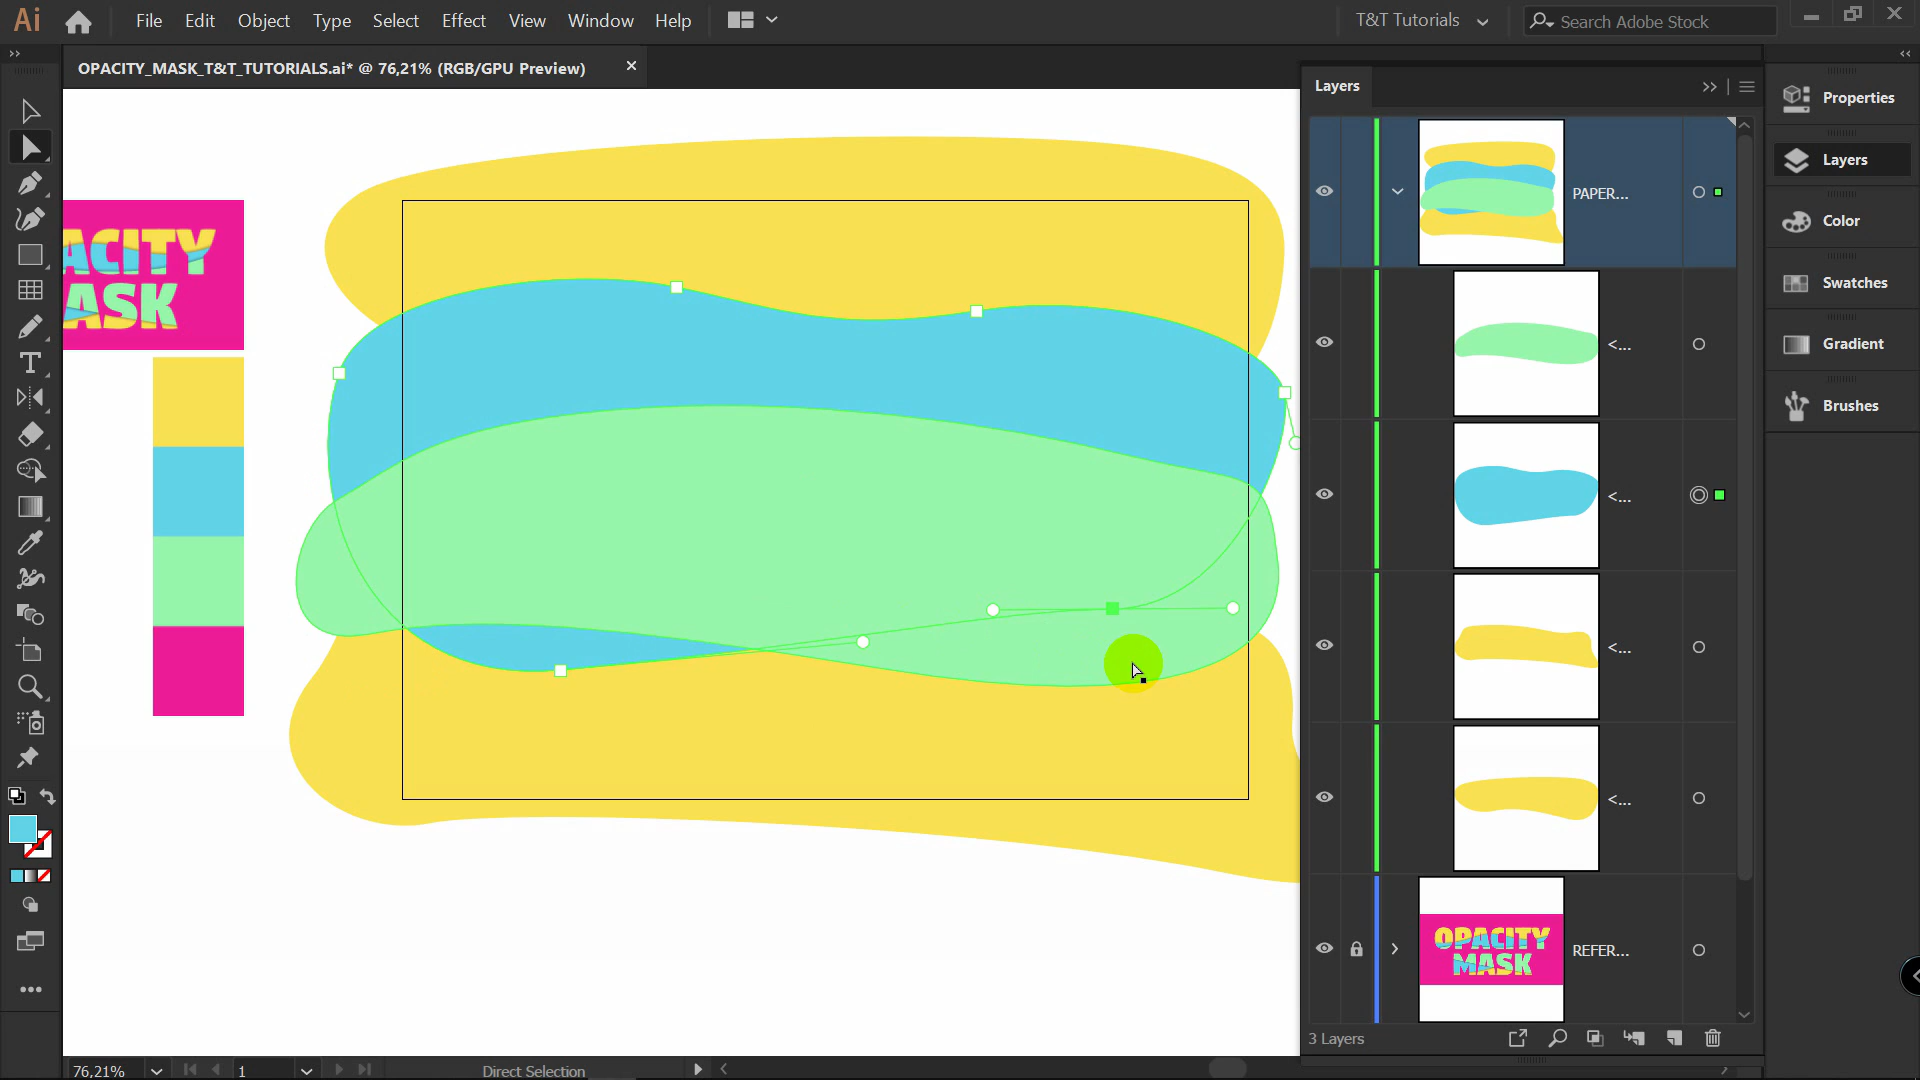 Ai File Edit Object Type Select Effect View Window Help T&T Tutorials Search Adobe Stock
OPACITY_MASK_T&T_TUTORIALS.ai* @ 76,21% (RGB/GPU Preview)
Layers
Properties
Layers
Color
Swatches
Gradient
Brushes
PAPER...
<...
<...
<...
<...
REFER...
ACITY
ASK
OPACITY
MASK
3 Layers
76,21% 1 Direct Selection